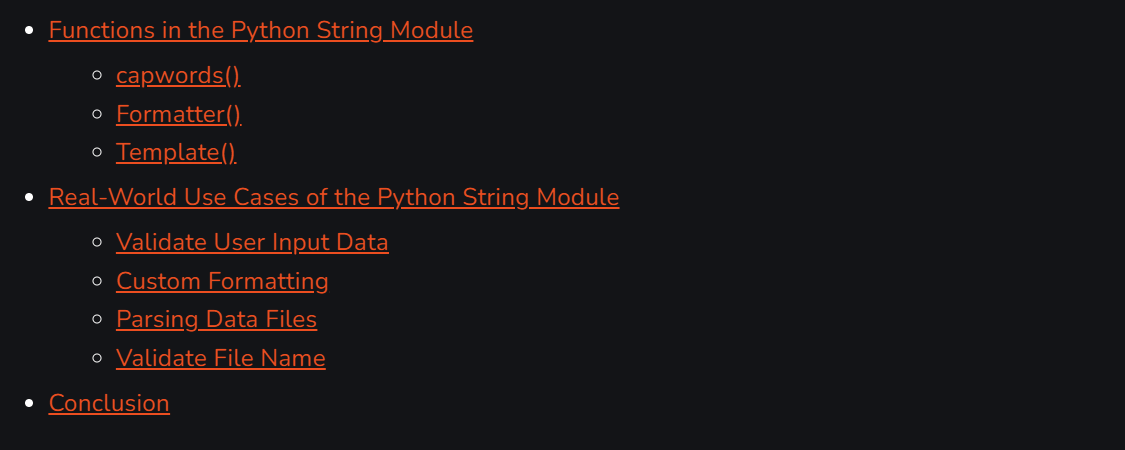 Functions in the Python String Module
capwords()
Formatter()
Template()
Real-World Use Cases of the Python String Module
Validate User Input Data
Custom Formatting
Parsing Data Files
Validate File Name
Conclusion